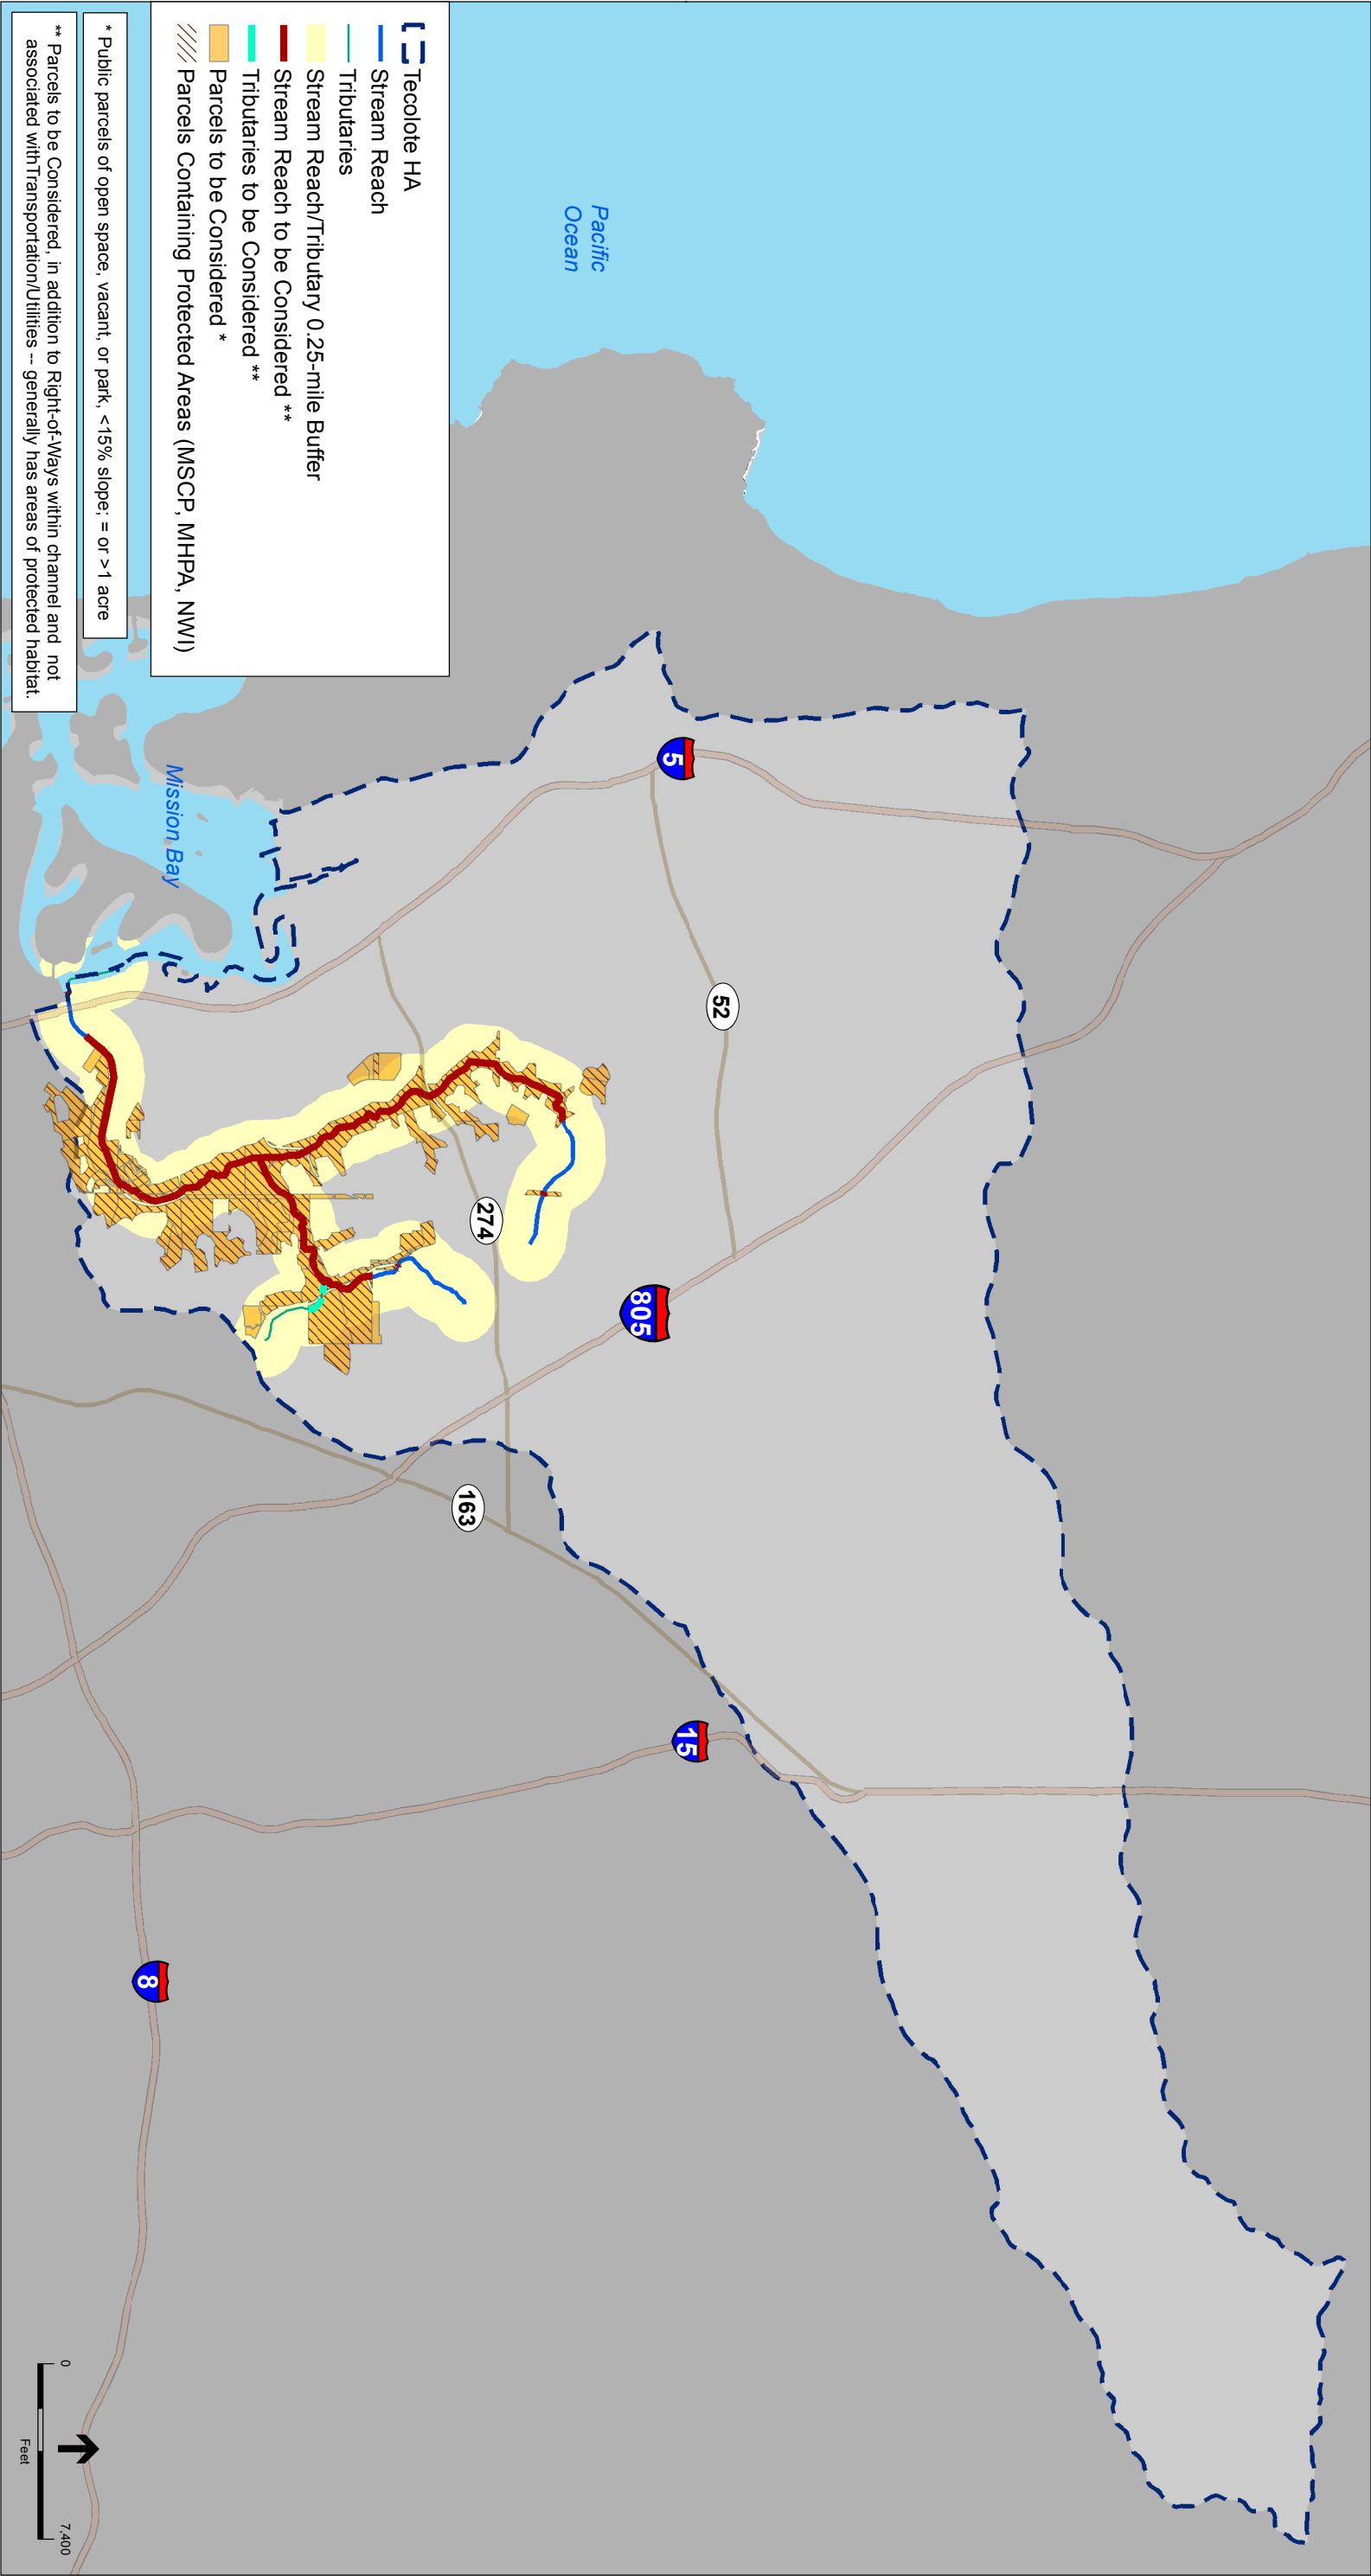 Tecolote HA
Stream Reach
Tributaries
Stream Reach/Tributary 0.25-mile Buffer
Stream Reach to be Considered **
Tributaries to be Considered **
Parcels to be Considered *
Parcels Containing Protected Areas (MSCP, MHPA, NWI)
* Public parcels of open space, vacant, or park, <15% slope; = or >1 acre
** Parcels to be Considered, in addition to Right-of-Ways within channel and not
associated withTransportation/Utilities -- generally has areas of protected habitat.
Pacific
Ocean
Mission Bay
5
52
274
805
163
15
8
0
7,400
Feet